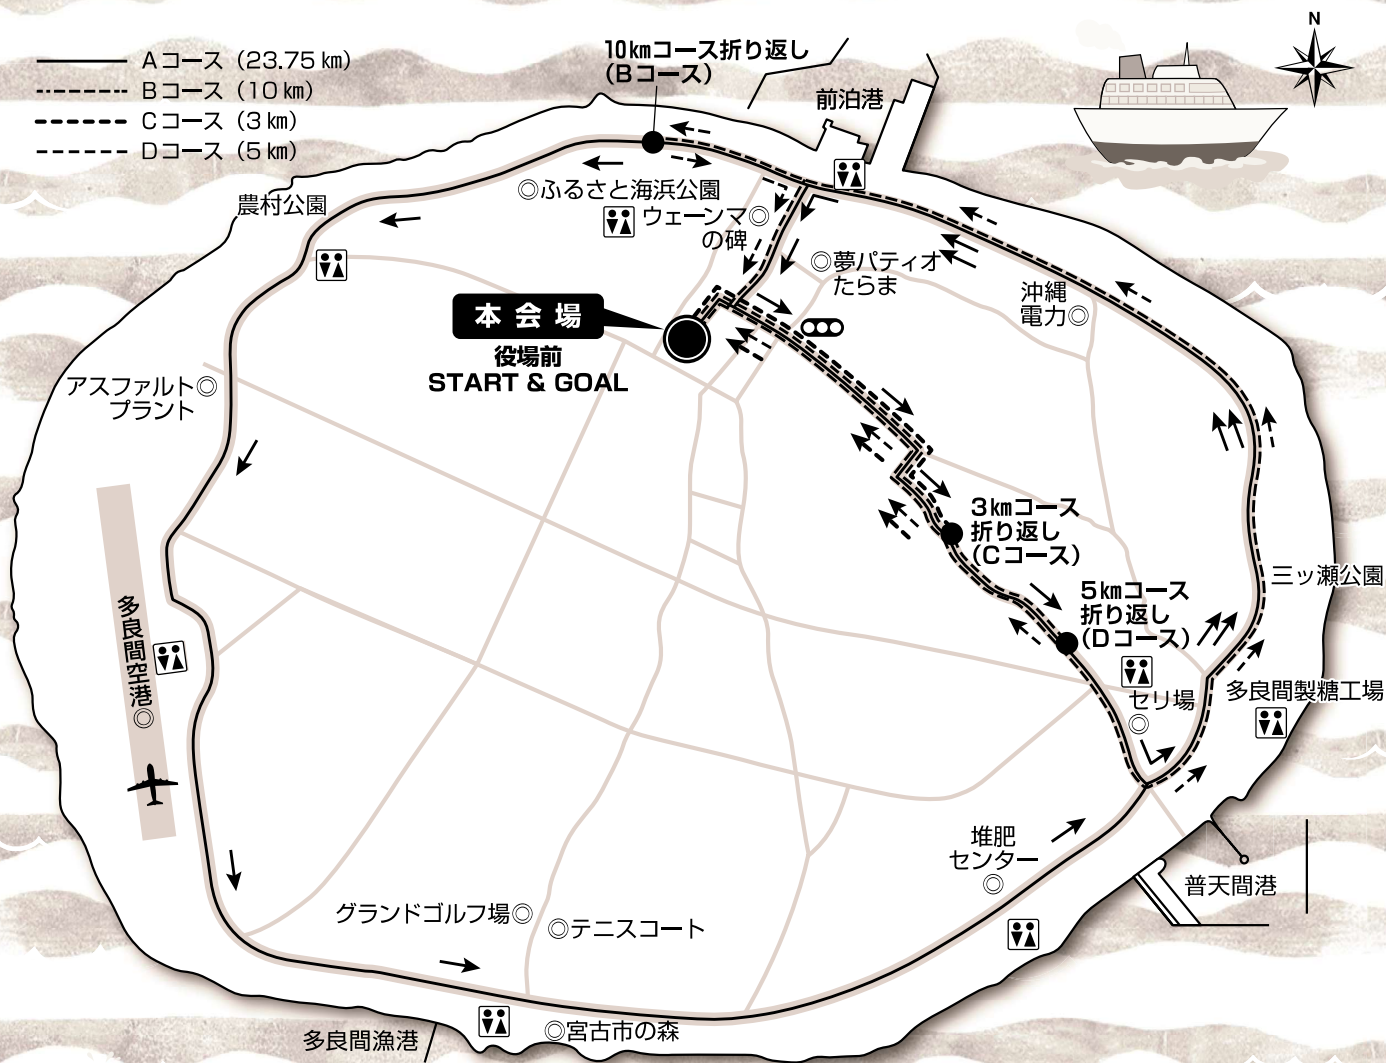 Aコース（23.75㎞）
Bコース（10㎞）
Cコース（3㎞）
Dコース（5㎞）
10㎞コース折り返し
（Bコース）
前泊港
N
農村公園
◎ふるさと海浜公園
ウェーンマ◎
の碑
◎夢パティオ
たらま
沖縄
電力◎
本会場
役場前
START & GOAL
アスファルト◎
プラント
3㎞コース
折り返し
（Cコース）
5㎞コース
折り返し
（Dコース）
三ッ瀬公園
多良間空港◎
セリ場
◎
多良間製糖工場
堆肥
センター
◎
普天間港
グランドゴルフ場◎
◎テニスコート
◎宮古市の森
多良間漁港